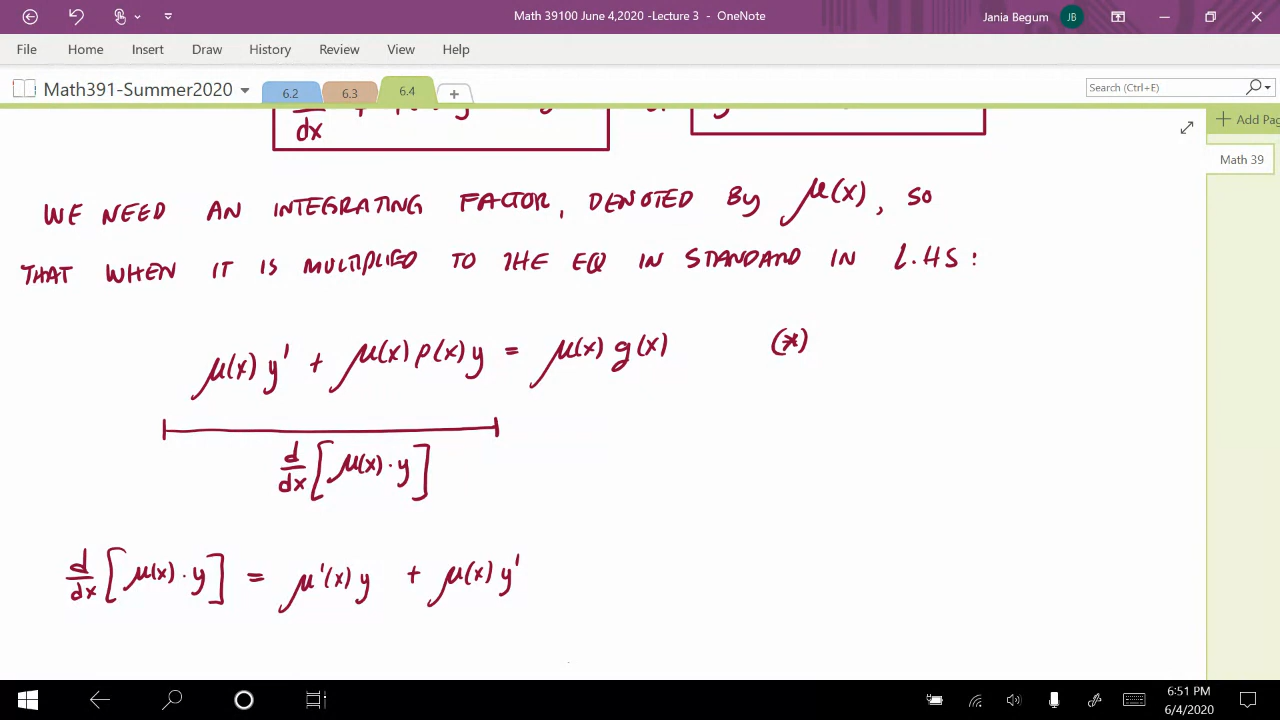 Math 39100 June 4,2020 -Lecture 3 - OneNote
Jania Begum JB
File Home Insert Draw History Review View Help
Math391-Summer2020 6.2 6.3 6.4
Search (Ctrl+E)
Add Pag
Math 39
dx
WE NEED AN INTEGRATING FACTOR, DENOTED BY μ(x), SO
THAT WHEN IT IS MULTIPLIED TO THE EQ IN STANDARD IN L.HS:
μ(x) y' + μ(x) p(x) y = μ(x) g(x) (*)
d/dx [μ(x) · y]
d/dx [μ(x) · y] = μ'(x) y + μ(x) y'
6:51 PM
6/4/2020